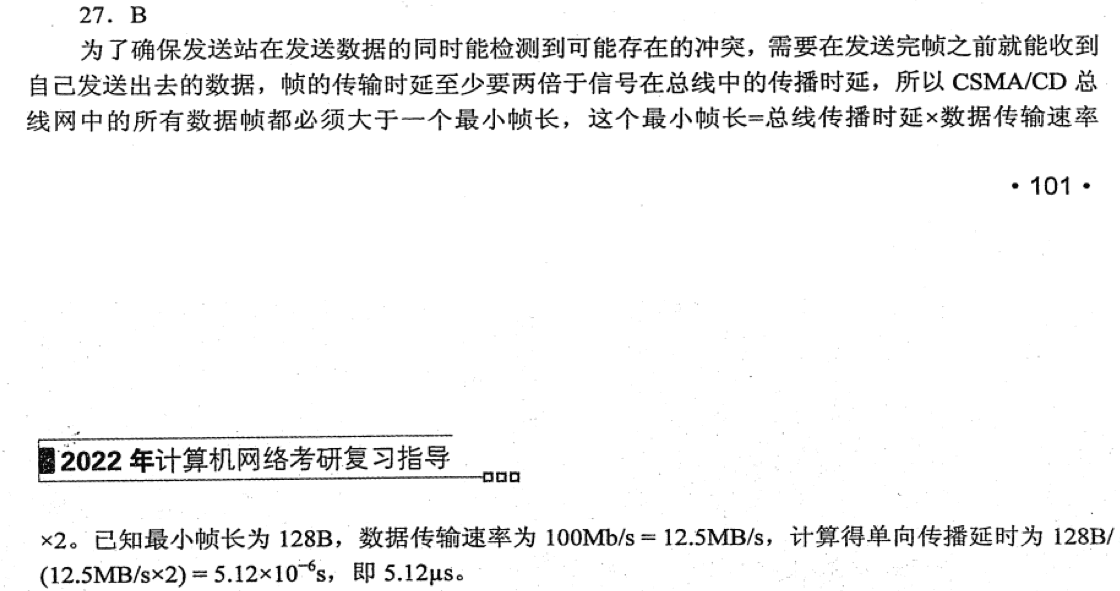 27．B
为了确保发送站在发送数据的同时能检测到可能存在的冲突，需要在发送完帧之前就能收到
自己发送出去的数据，帧的传输时延至少要两倍于信号在总线中的传播时延，所以 CSMA/CD 总
线网中的所有数据帧都必须大于一个最小帧长，这个最小帧长=总线传播时延×数据传输速率
·101·
2022 年计算机网络考研复习指导
×2。已知最小帧长为 128B，数据传输速率为 100Mb/s = 12.5MB/s，计算得单向传播延时为 128B/
(12.5MB/s×2) = 5.12×10⁻⁶s，即 5.12μs。